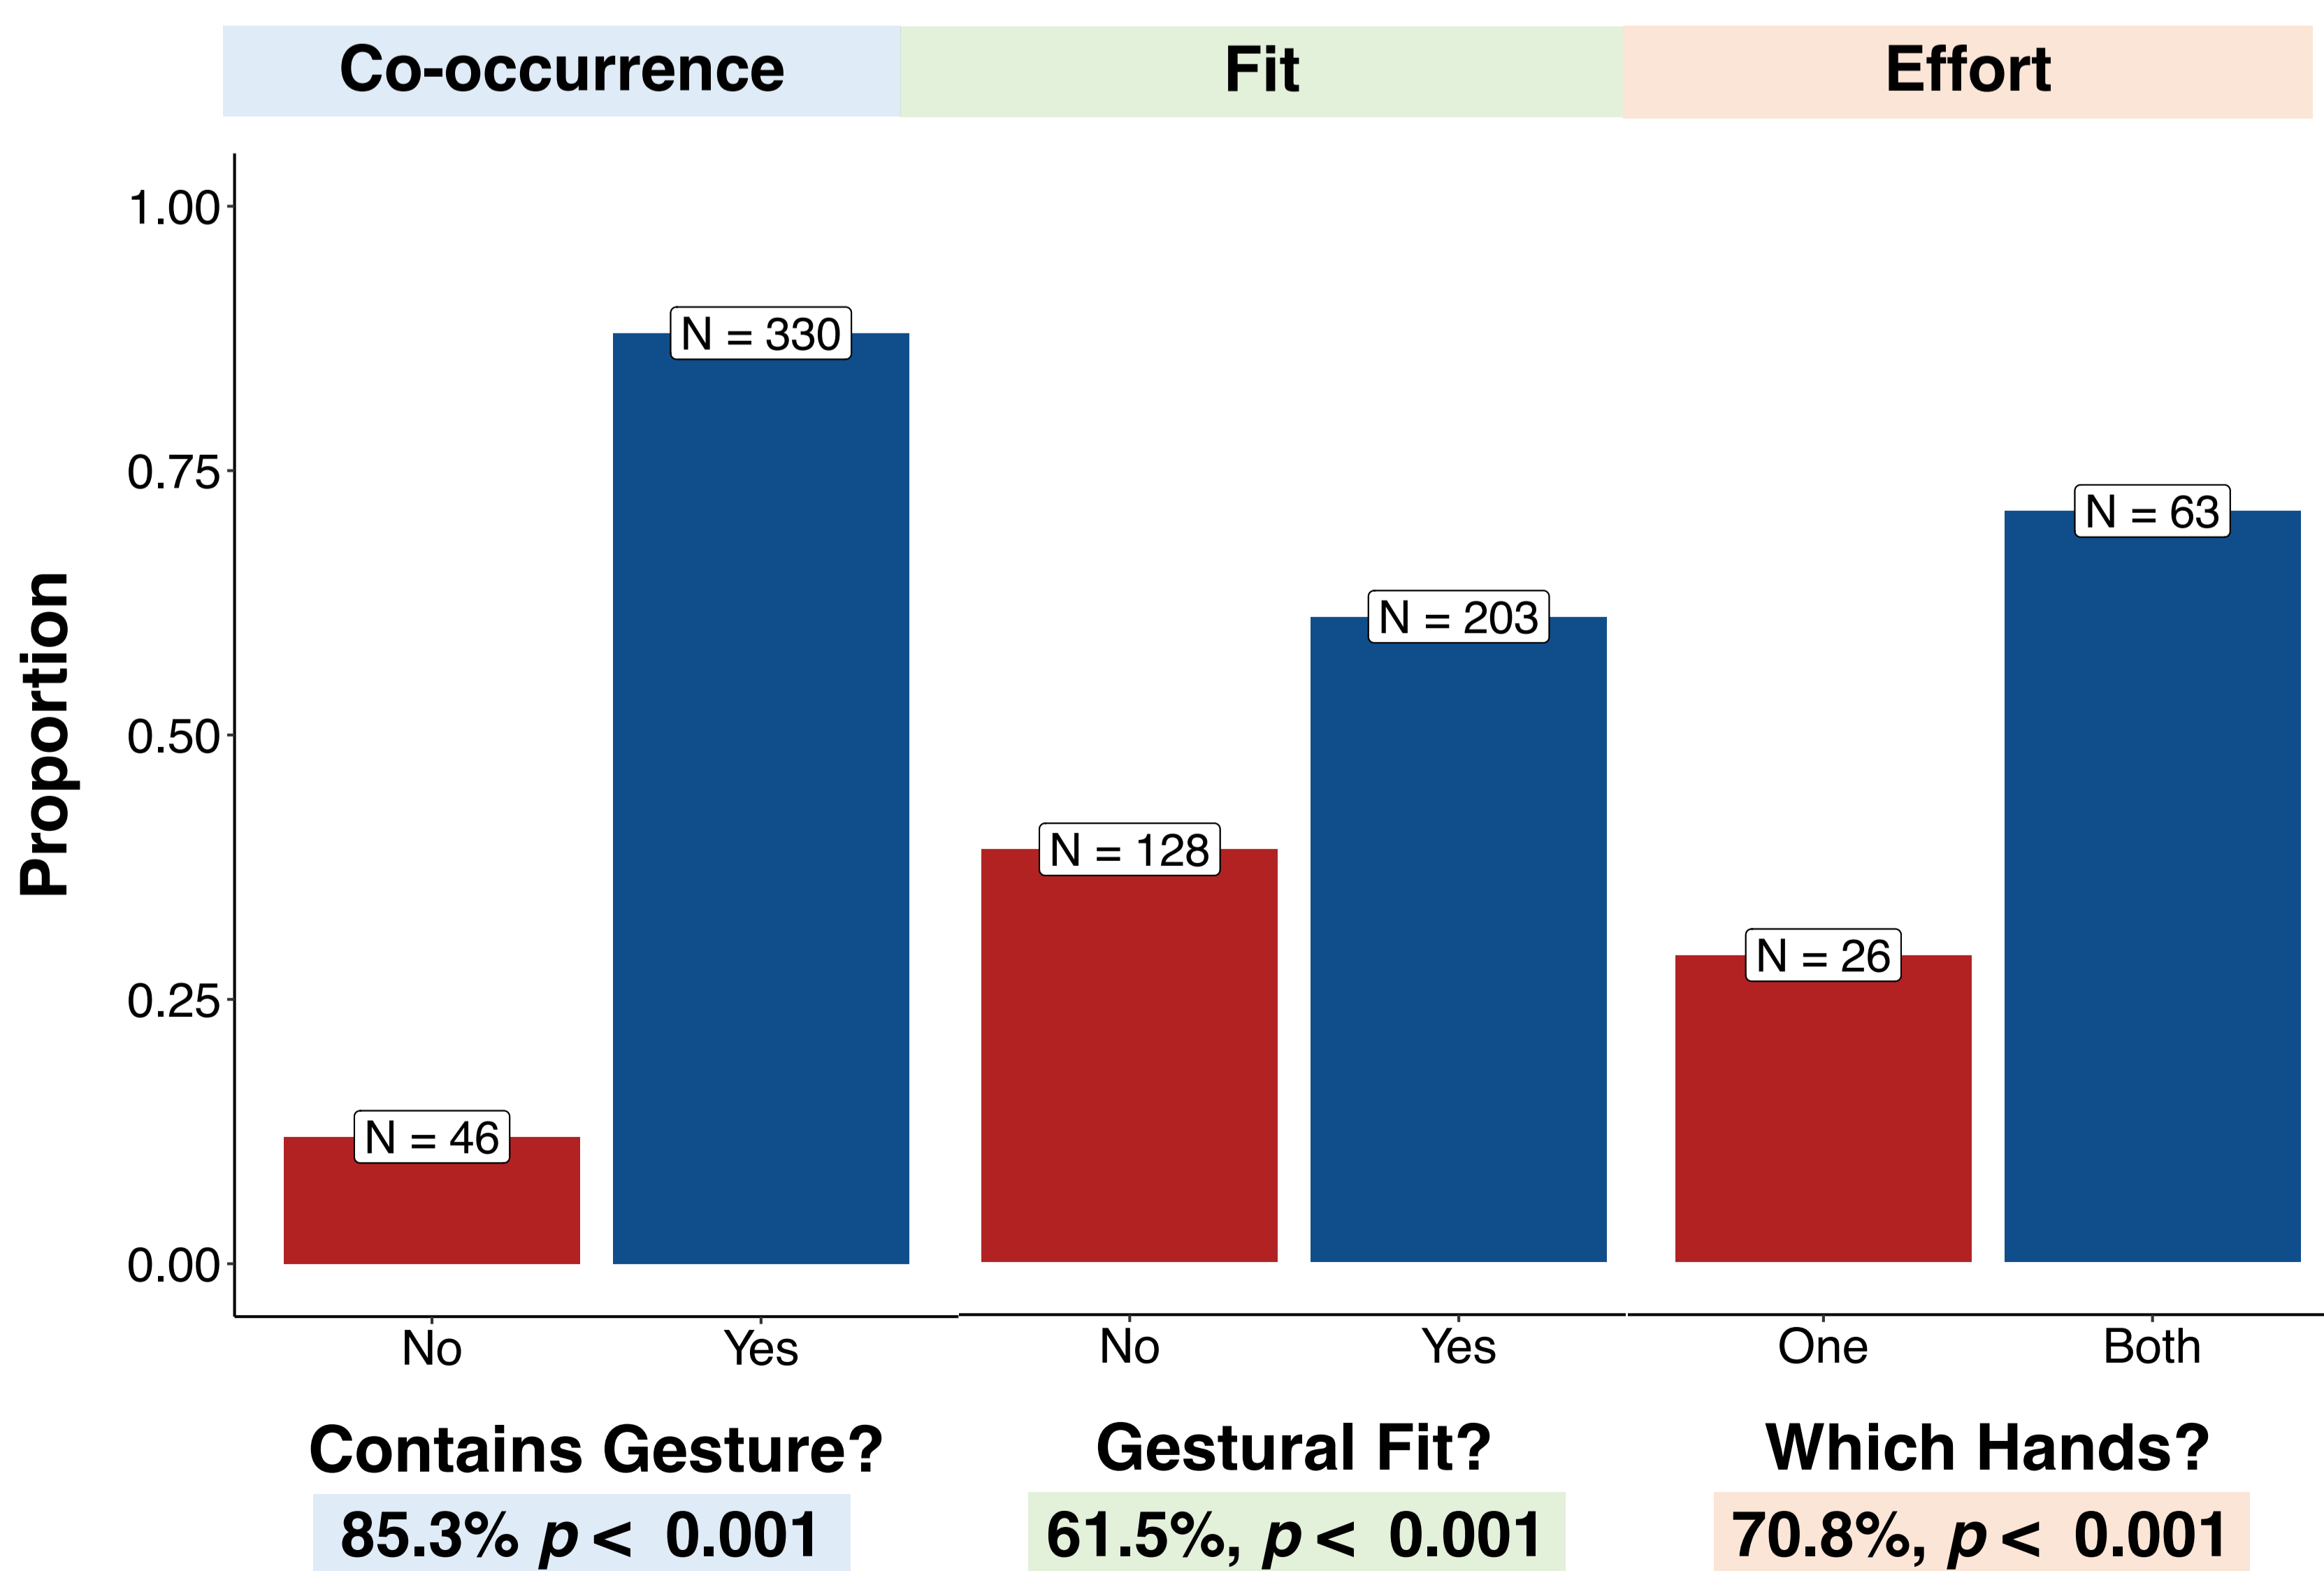 Co-occurrence Fit Effort
1.00
0.75
0.50
0.25
0.00
Proportion
N = 46
N = 330
N = 128
N = 203
N = 26
N = 63
No Yes No Yes One Both
Contains Gesture? Gestural Fit? Which Hands?
85.3% p < 0.001 61.5%, p < 0.001 70.8%, p < 0.001